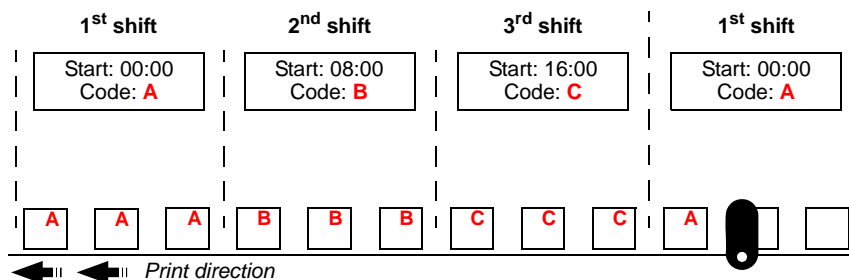 1st shift 2nd shift 3rd shift 1st shift
Start: 00:00 Start: 08:00 Start: 16:00 Start: 00:00
Code: A Code: B Code: C Code: A
A A A B B B C C C A
Print direction